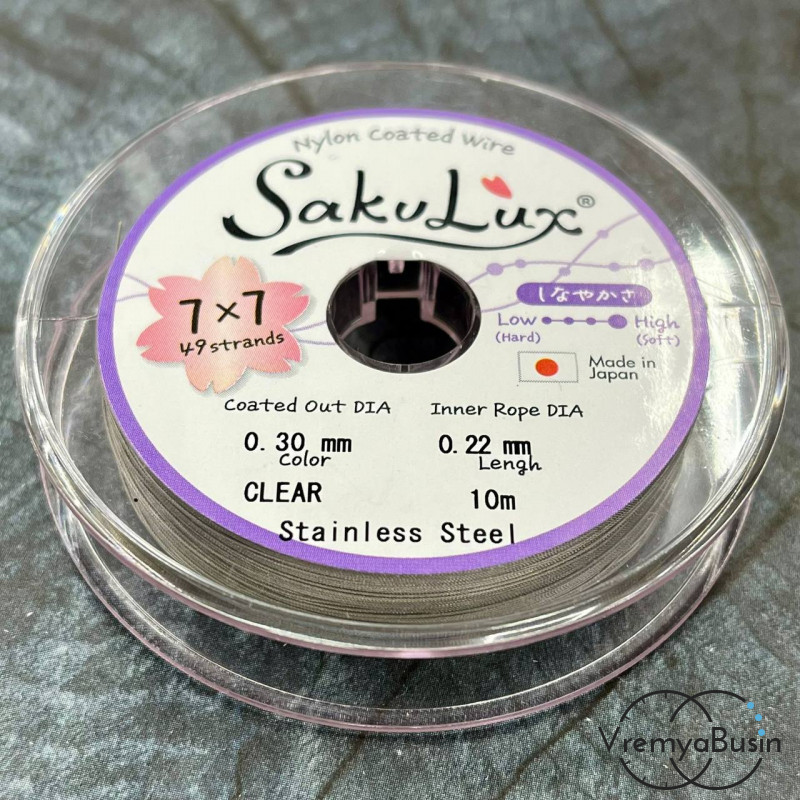 Nylon Coated Wire
SakuLux®
7×7
49 strands
しなやかさ
Low High
(Hard) (Soft)
Made in
Japan
Coated Out DIA Inner Rope DIA
0.30 mm 0.22 mm
Color Lengh
CLEAR 10m
Stainless Steel
VremyaBusin